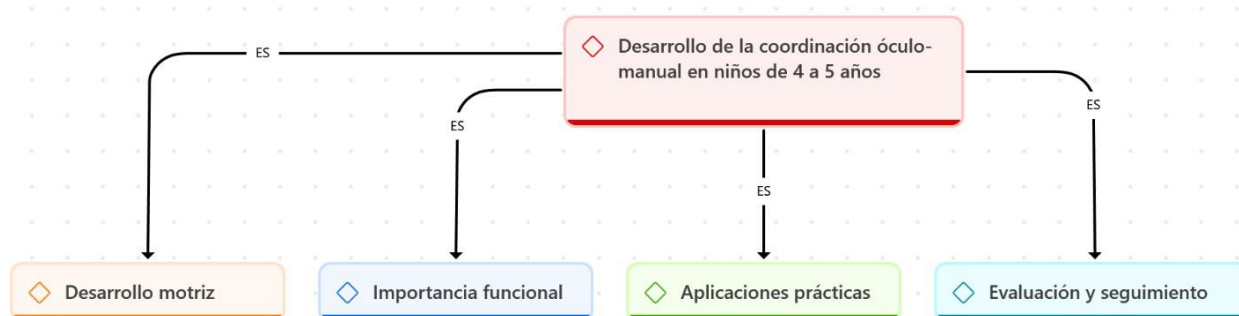 Desarrollo de la coordinación óculo-
manual en niños de 4 a 5 años
ES
ES
ES
ES
Desarrollo motriz
Importancia funcional
Aplicaciones prácticas
Evaluación y seguimiento